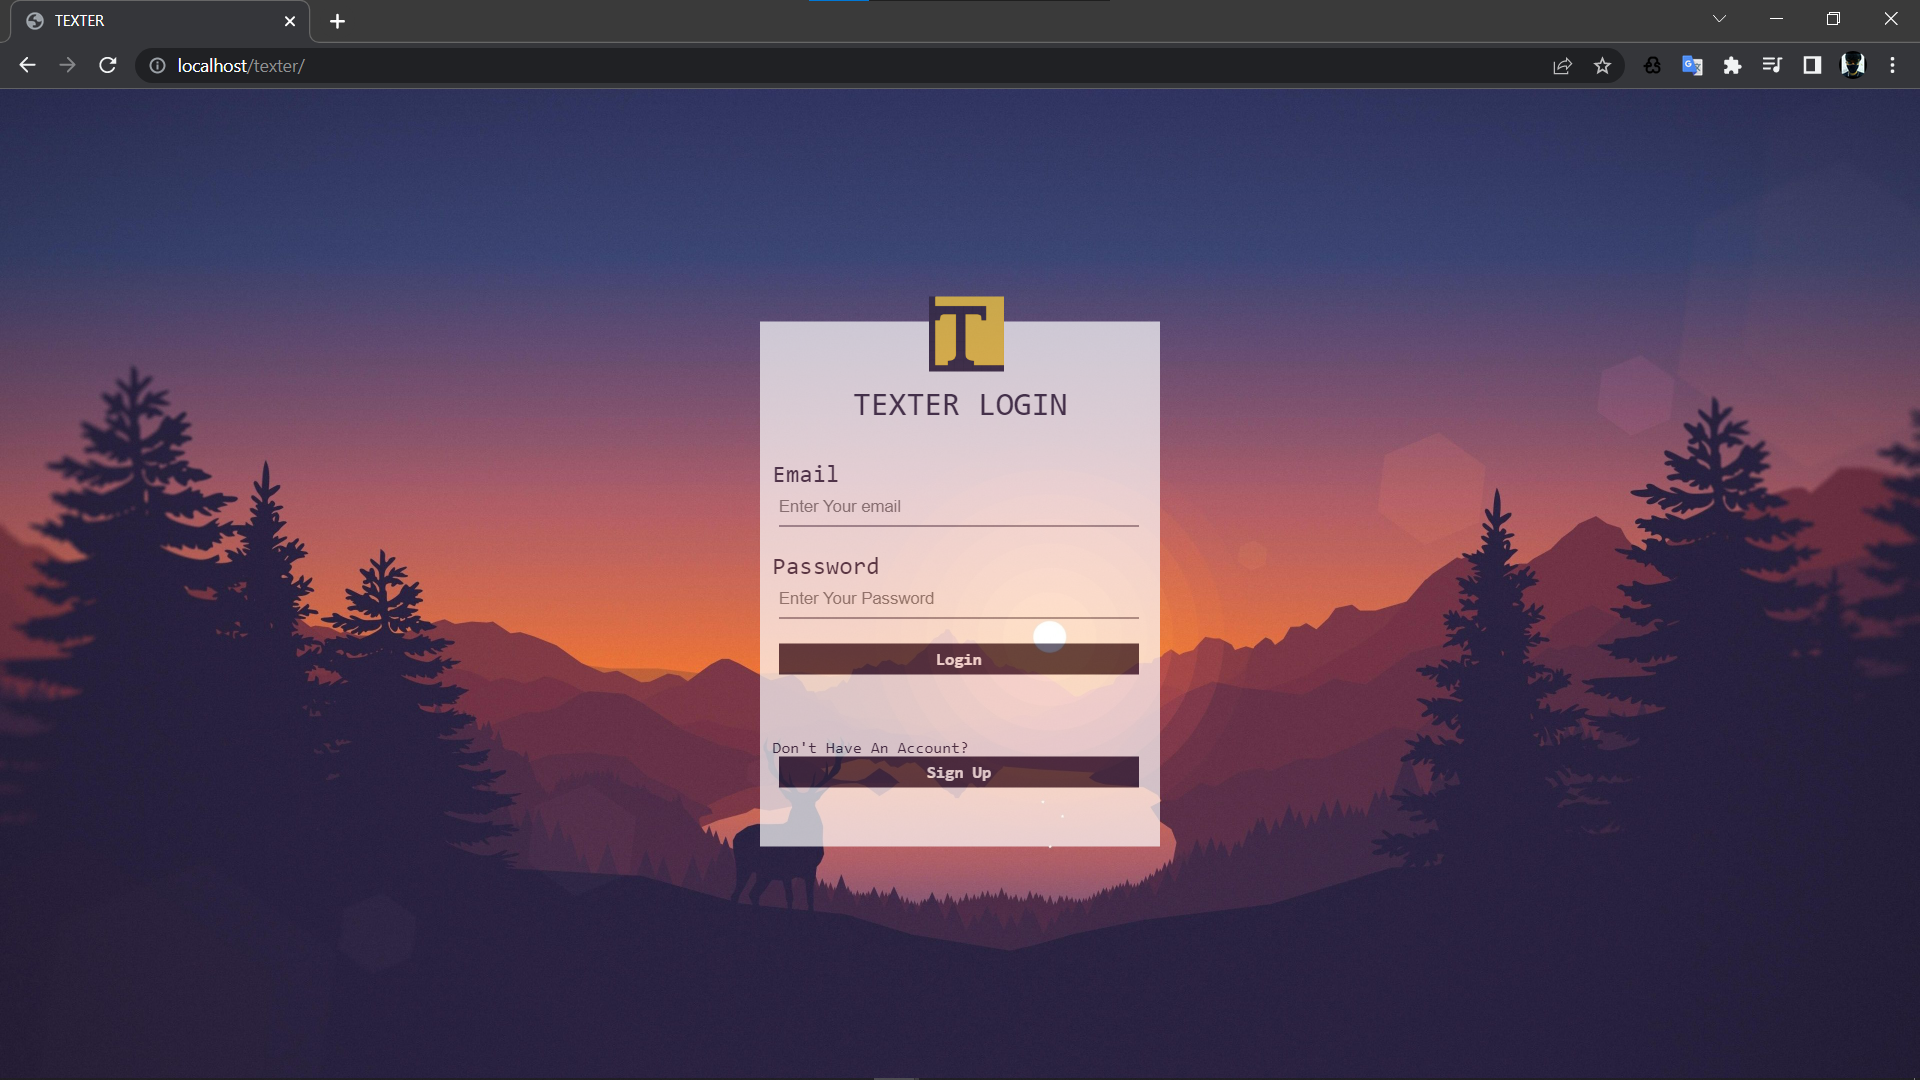 TEXTER
localhost/texter/
T
TEXTER LOGIN
Email
Enter Your email
Password
Enter Your Password
Login
Don't Have An Account?
Sign Up